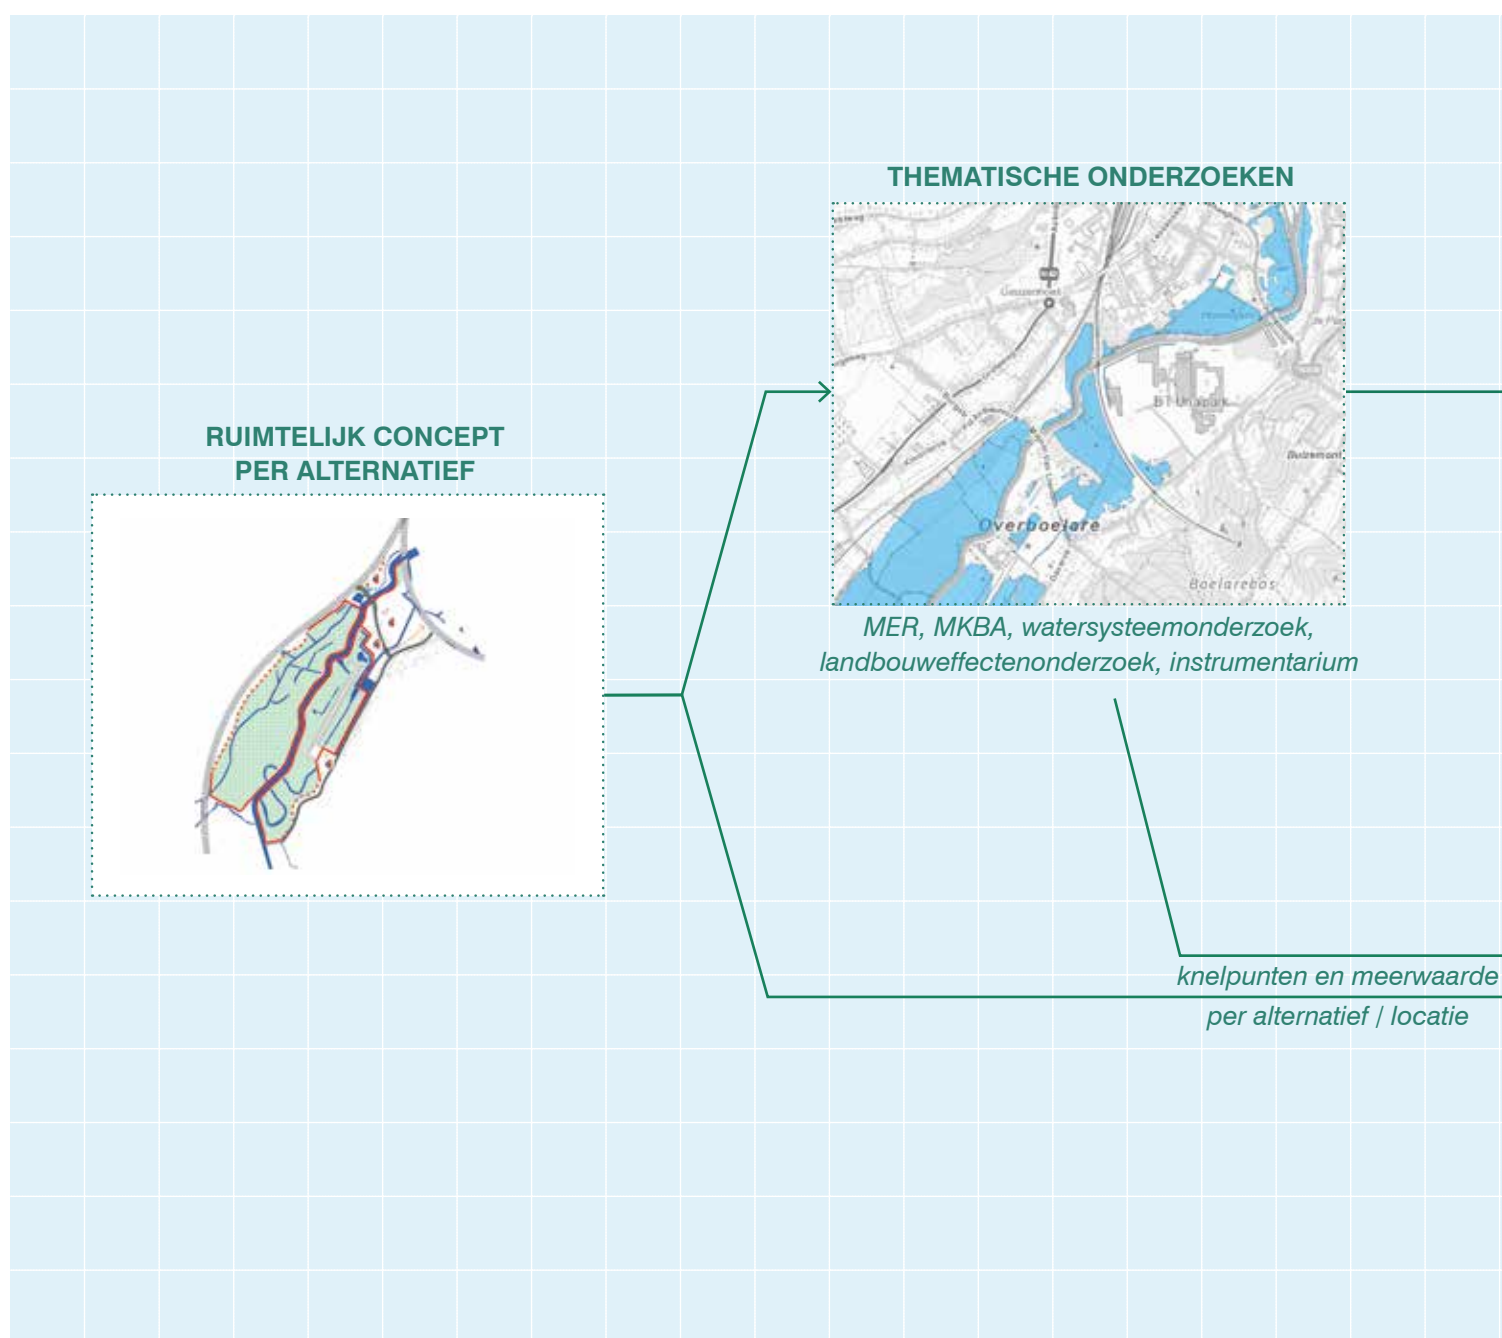 THEMATISCHE ONDERZOEKEN
RUIMTELIJK CONCEPT
PER ALTERNATIEF
Overboelare
Boelarebos
MER, MKBA, watersysteemonderzoek,
landbouweffectenonderzoek, instrumentarium
knelpunten en meerwaarde
per alternatief / locatie